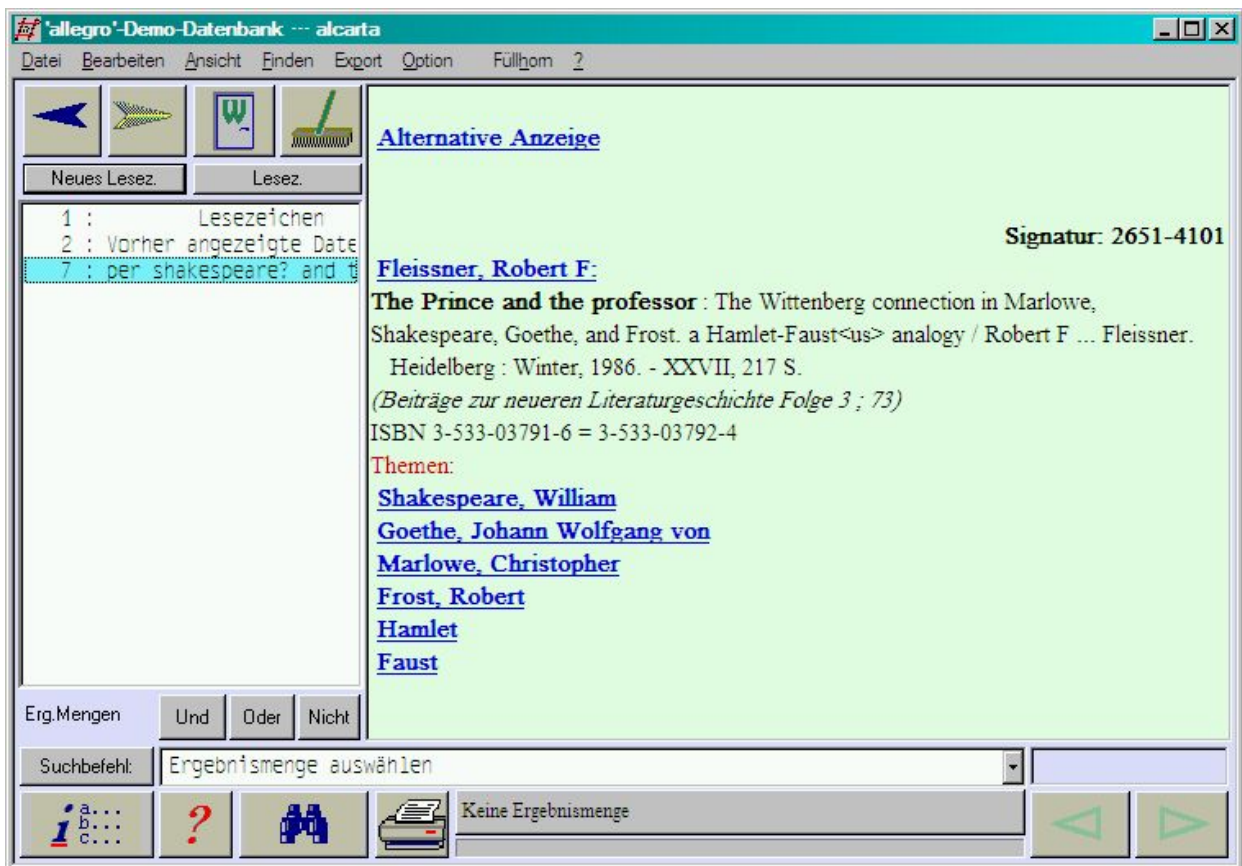 'allegro'-Demo-Datenbank --- alcarta
Datei Bearbeiten Ansicht Finden Export Option Füllhorn ?
Neues Lesez. Lesez.
1 : Lesezeichen
2 : Vorher angezeigte Date
7 : per shakespeare? and t
Erg.Mengen Und Oder Nicht
Alternative Anzeige
Signatur: 2651-4101
Fleissner, Robert F:
The Prince and the professor : The Wittenberg connection in Marlowe,
Shakespeare, Goethe, and Frost. a Hamlet-Faust<us> analogy / Robert F ... Fleissner.
Heidelberg : Winter, 1986. - XXVII, 217 S.
(Beiträge zur neueren Literaturgeschichte Folge 3 ; 73)
ISBN 3-533-03791-6 = 3-533-03792-4
Themen:
Shakespeare, William
Goethe, Johann Wolfgang von
Marlowe, Christopher
Frost, Robert
Hamlet
Faust
Suchbefehl: Ergebnismenge auswählen
i a...
b...
c...
?
Keine Ergebnismenge